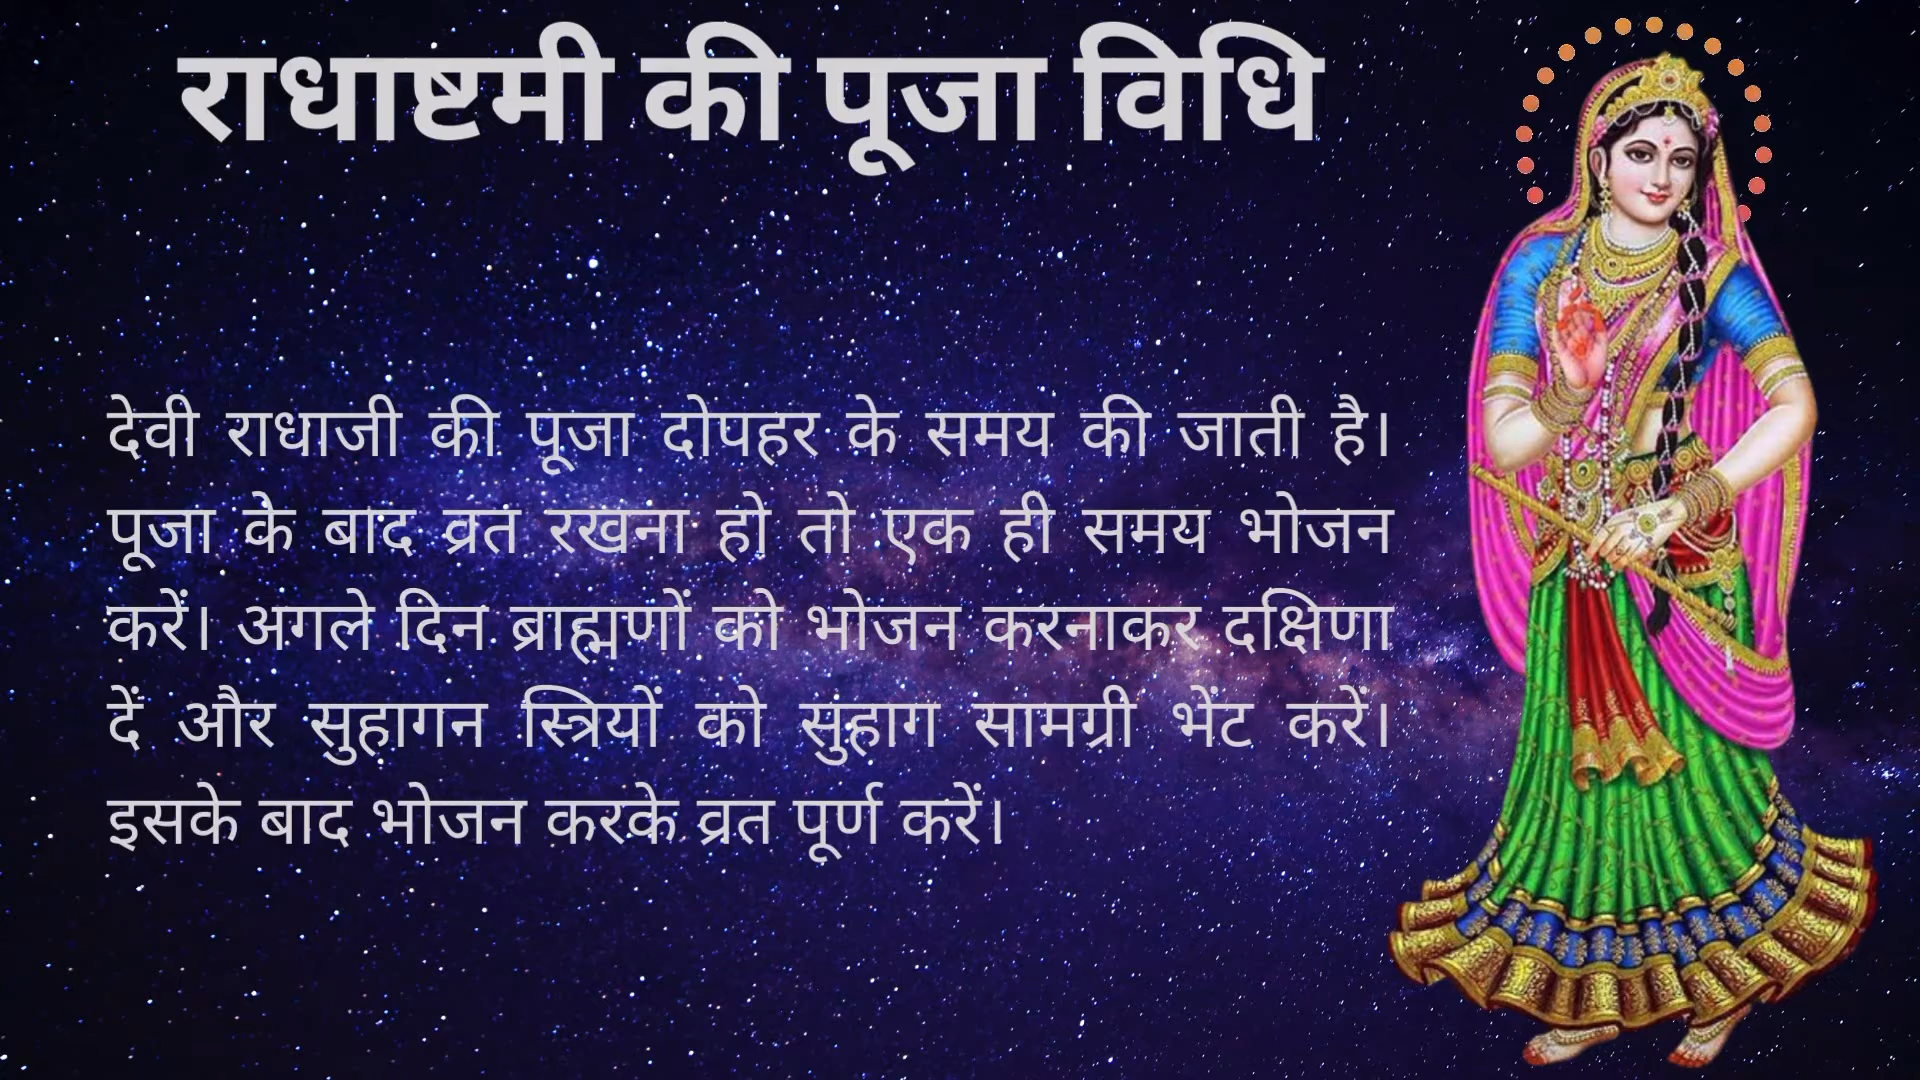 राधाष्टमी की पूजा विधि
देवी राधाजी की पूजा दोपहर के समय की जाती है।
पूजा के बाद व्रत रखना हो तो एक ही समय भोजन
करें। अगले दिन ब्राह्मणों को भोजन करनाकर दक्षिणा
दें और सुहागन स्त्रियों को सुहाग सामग्री भेंट करें।
इसके बाद भोजन करके व्रत पूर्ण करें।